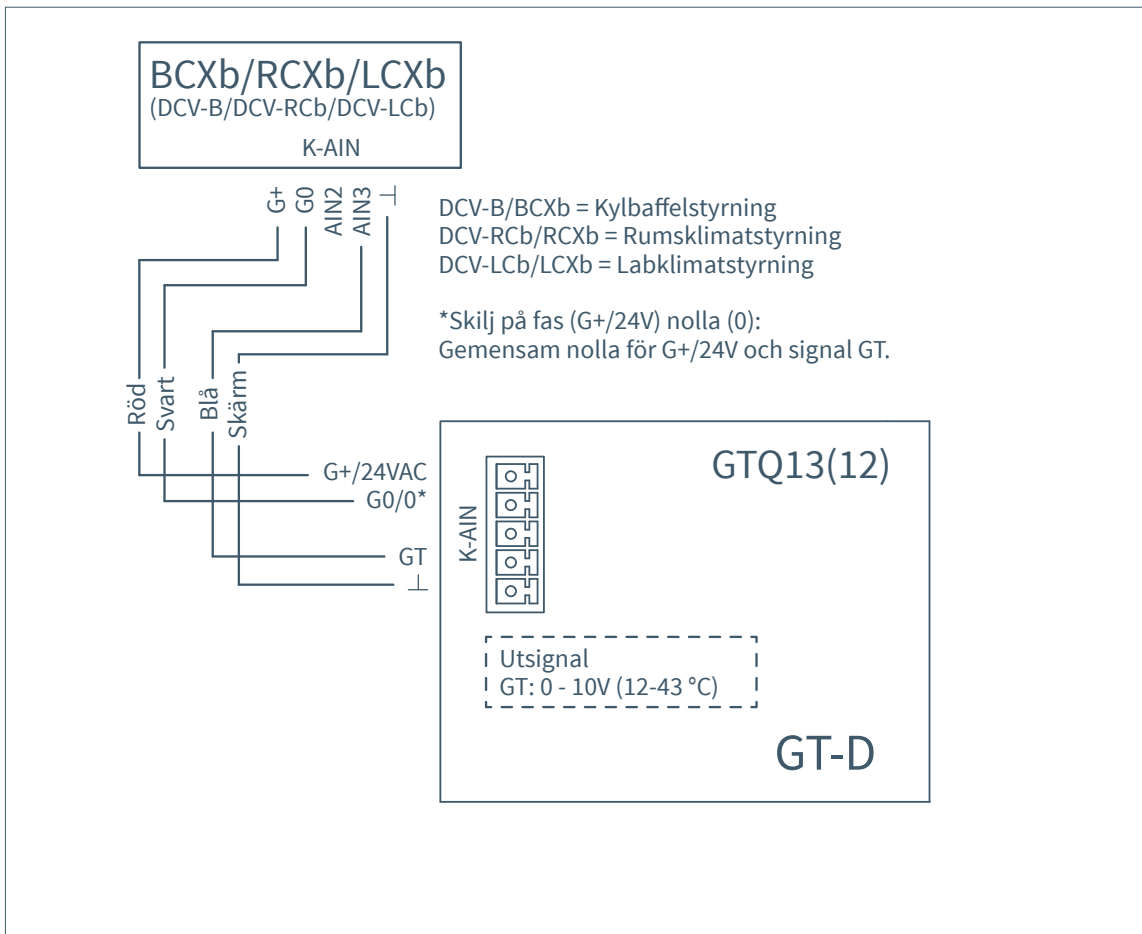 BCXb/RCXb/LCXb
(DCV-B/DCV-RCb/DCV-LCb)
K-AIN
G+
G0
AIN2
AIN3
⊥
DCV-B/BCXb = Kylbaffelstyrning
DCV-RCb/RCXb = Rumsklimatstyrning
DCV-LCb/LCXb = Labklimatstyrning
*Skilj på fas (G+/24V) nolla (0):
Gemensam nolla för G+/24V och signal GT.
Röd
Svart
Blå
Skärm
G+/24VAC
G0/0*
GT
⊥
K-AIN
GTQ13(12)
Utsignal
GT: 0 - 10V (12-43 °C)
GT-D